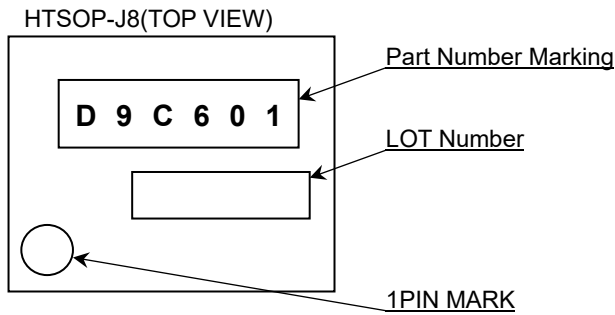 HTSOP-J8(TOP VIEW)
Part Number Marking
D 9 C 6 0 1
LOT Number
1PIN MARK